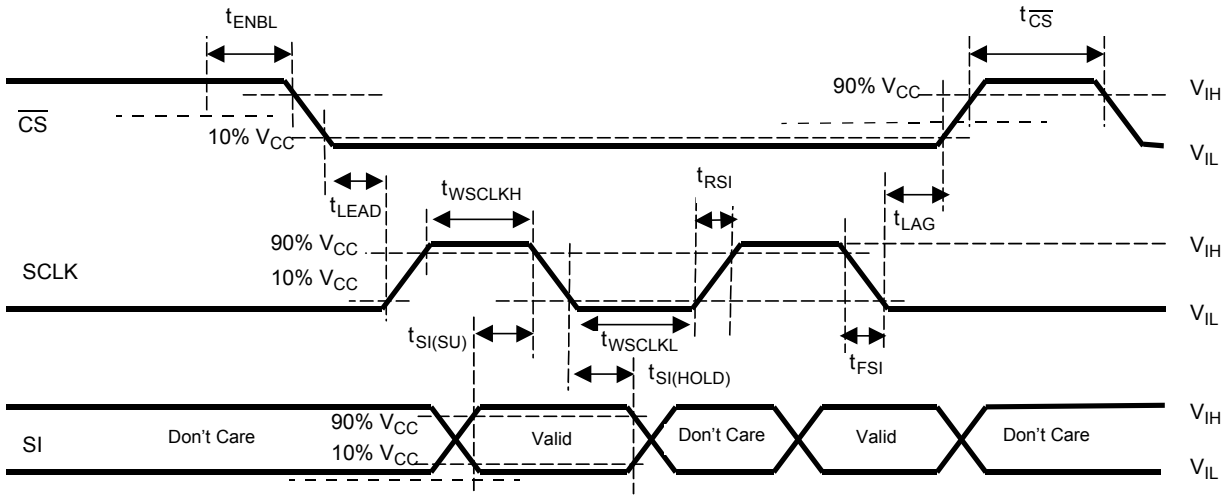 tENBL
tCS
90% VCC
VIH
CS
10% VCC
VIL
tRSI
tWSCLKH
tLEAD
tLAG
90% VCC
VIH
SCLK
10% VCC
VIL
tSI(SU)
tWSCLKL
tFSI
tSI(HOLD)
90% VCC
VIH
SI
Don't Care
Valid
Don't Care
Valid
Don't Care
10% VCC
VIL